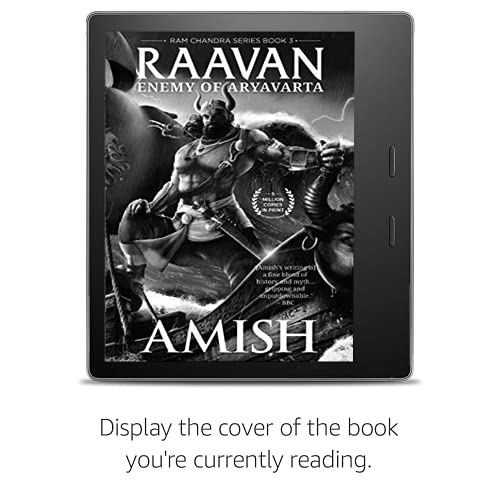 RAM CHANDRA SERIES BOOK 3
RAAVAN
ENEMY OF ARYAVARTA
5
MILLION
COPIES
IN PRINT
[Amish's writing is]
a fine blend of
history and myth...
gripping and
unputdownable.'
– BBC
AMISH
Display the cover of the book
you're currently reading.